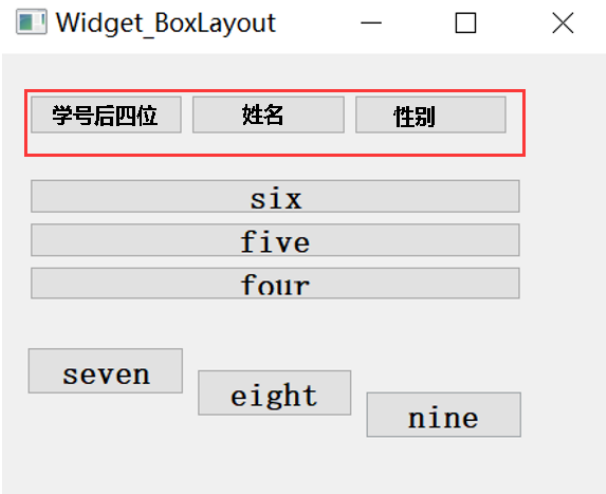 Widget_BoxLayout
学号后四位 姓名 性别
six
five
four
seven
eight
nine